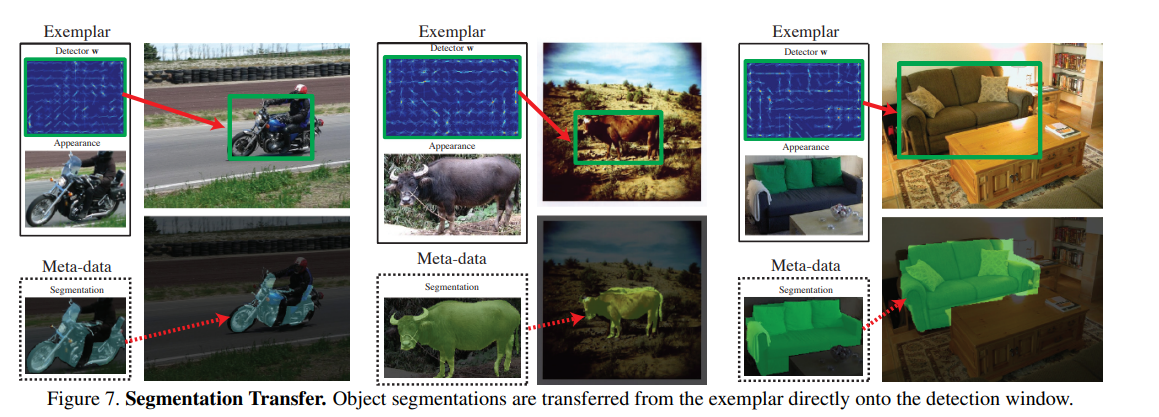 Exemplar
Detector w
Appearance
Meta-data
Segmentation
Exemplar
Detector w
Appearance
Meta-data
Segmentation
Exemplar
Detector w
Appearance
Meta-data
Segmentation
Figure 7. Segmentation Transfer. Object segmentations are transferred from the exemplar directly onto the detection window.